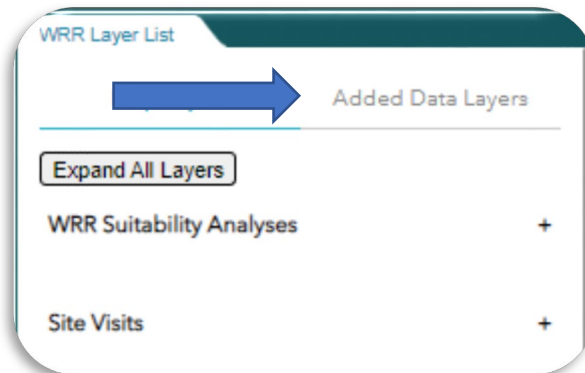 WRR Layer List
Added Data Layers
Expand All Layers
WRR Suitability Analyses +
Site Visits +